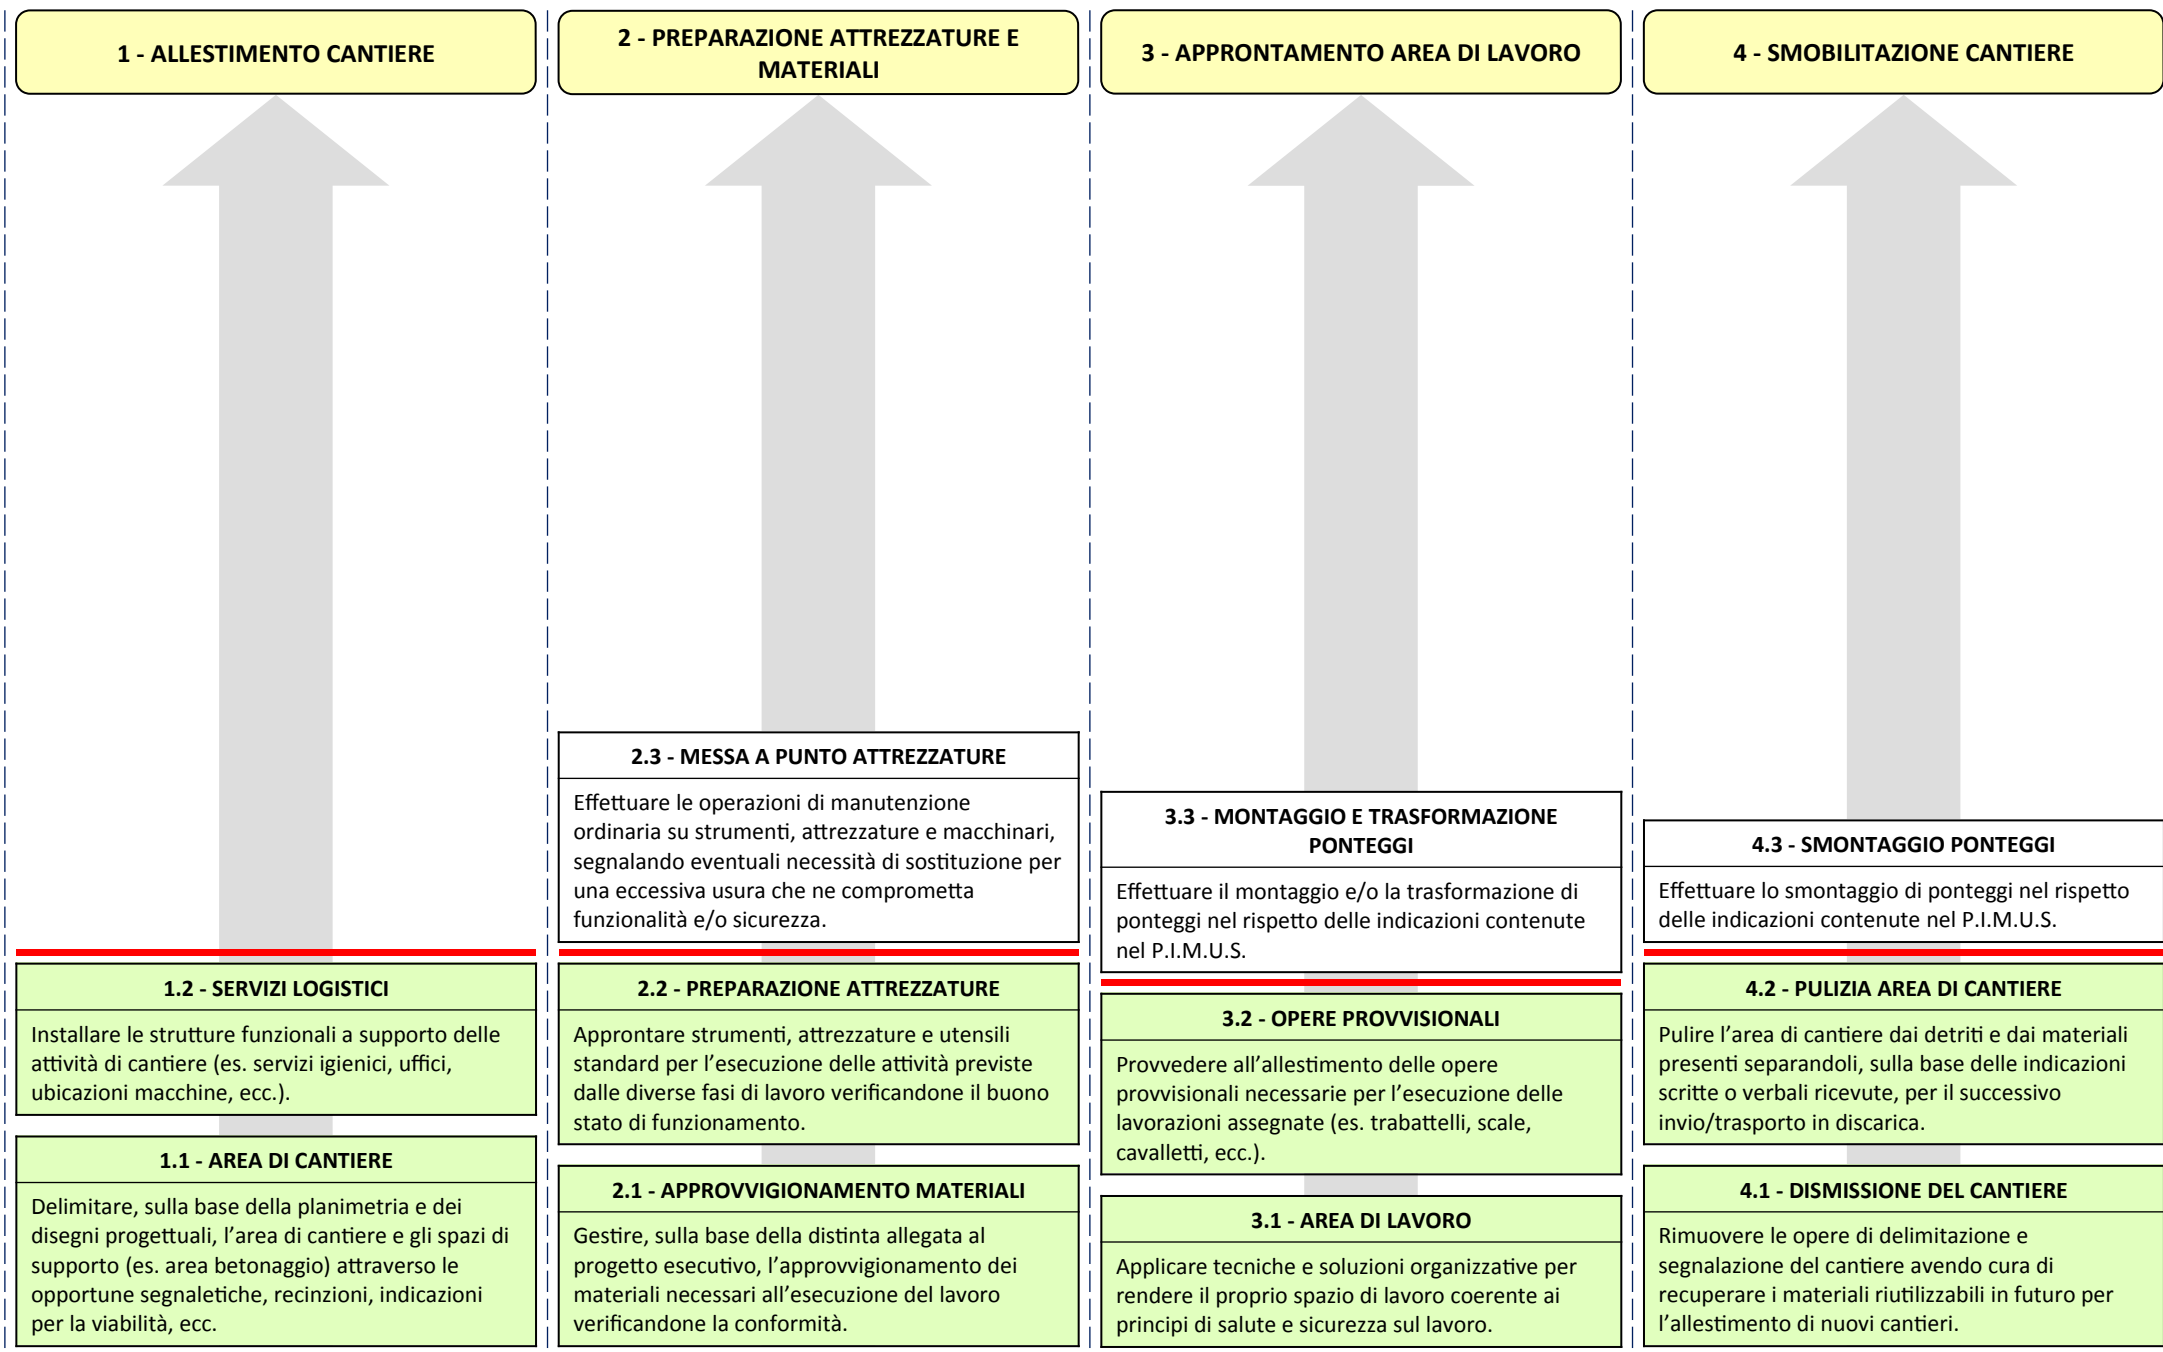 1 - ALLESTIMENTO CANTIERE
2 - PREPARAZIONE ATTREZZATURE E
MATERIALI
3 - APPRONTAMENTO AREA DI LAVORO
4 - SMOBILITAZIONE CANTIERE
1.2 - SERVIZI LOGISTICI
Installare le strutture funzionali a supporto delle
attività di cantiere (es. servizi igienici, uffici,
ubicazioni macchine, ecc.).
1.1 - AREA DI CANTIERE
Delimitare, sulla base della planimetria e dei
disegni progettuali, l’area di cantiere e gli spazi di
supporto (es. area betonaggio) attraverso le
opportune segnaletiche, recinzioni, indicazioni
per la viabilità, ecc.
2.3 - MESSA A PUNTO ATTREZZATURE
Effettuare le operazioni di manutenzione
ordinaria su strumenti, attrezzature e macchinari,
segnalando eventuali necessità di sostituzione per
una eccessiva usura che ne comprometta
funzionalità e/o sicurezza.
2.2 - PREPARAZIONE ATTREZZATURE
Approntare strumenti, attrezzature e utensili
standard per l’esecuzione delle attività previste
dalle diverse fasi di lavoro verificandone il buono
stato di funzionamento.
2.1 - APPROVVIGIONAMENTO MATERIALI
Gestire, sulla base della distinta allegata al
progetto esecutivo, l’approvvigionamento dei
materiali necessari all’esecuzione del lavoro
verificandone la conformità.
3.3 - MONTAGGIO E TRASFORMAZIONE
PONTEGGI
Effettuare il montaggio e/o la trasformazione di
ponteggi nel rispetto delle indicazioni contenute
nel P.I.M.U.S.
3.2 - OPERE PROVVISIONALI
Provvedere all’allestimento delle opere
provvisionali necessarie per l’esecuzione delle
lavorazioni assegnate (es. trabattelli, scale,
cavalletti, ecc.).
3.1 - AREA DI LAVORO
Applicare tecniche e soluzioni organizzative per
rendere il proprio spazio di lavoro coerente ai
principi di salute e sicurezza sul lavoro.
4.3 - SMONTAGGIO PONTEGGI
Effettuare lo smontaggio di ponteggi nel rispetto
delle indicazioni contenute nel P.I.M.U.S.
4.2 - PULIZIA AREA DI CANTIERE
Pulire l’area di cantiere dai detriti e dai materiali
presenti separandoli, sulla base delle indicazioni
scritte o verbali ricevute, per il successivo
invio/trasporto in discarica.
4.1 - DISMISSIONE DEL CANTIERE
Rimuovere le opere di delimitazione e
segnalazione del cantiere avendo cura di
recuperare i materiali riutilizzabili in futuro per
l’allestimento di nuovi cantieri.